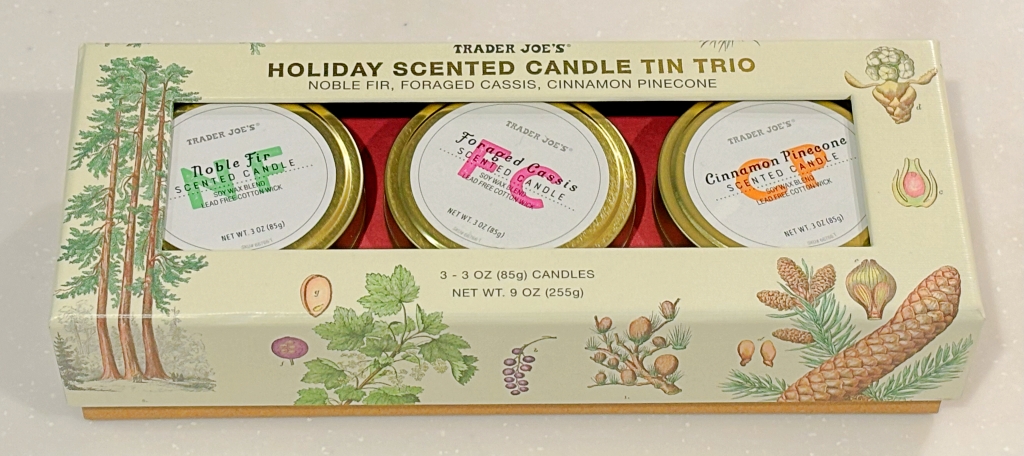 TRADER JOE'S®
HOLIDAY SCENTED CANDLE TIN TRIO
NOBLE FIR, FORAGED CASSIS, CINNAMON PINECONE
TRADER JOE'S®
Noble Fir
SCENTED CANDLE
SOY WAX BLEND
LEAD FREE COTTON WICK
NET WT. 3 OZ (85g)
TRADER JOE'S®
Foraged Cassis
SCENTED CANDLE
SOY WAX BLEND
LEAD FREE COTTON WICK
NET WT. 3 OZ (85g)
TRADER JOE'S®
Cinnamon Pinecone
SCENTED CANDLE
SOY WAX BLEND
LEAD FREE COTTON WICK
NET WT. 3 OZ (85g)
3 - 3 OZ (85g) CANDLES
NET WT. 9 OZ (255g)